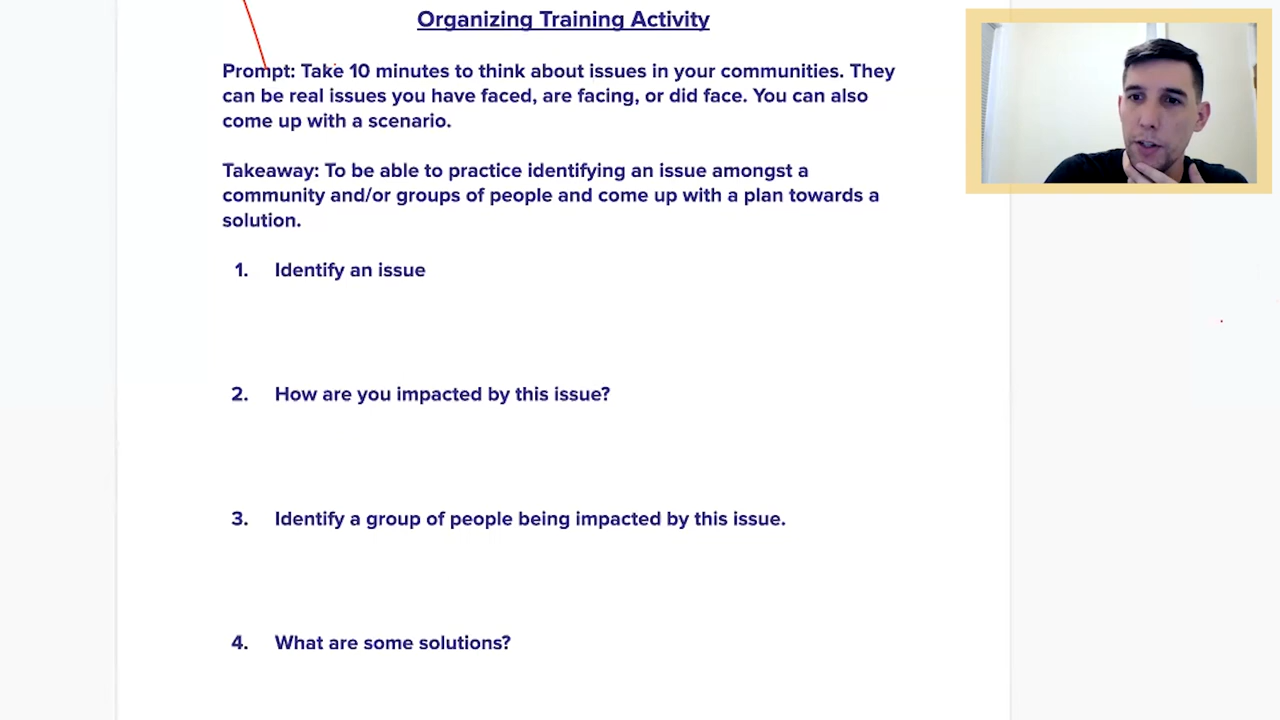 Organizing Training Activity
Prompt: Take 10 minutes to think about issues in your communities. They
can be real issues you have faced, are facing, or did face. You can also
come up with a scenario.
Takeaway: To be able to practice identifying an issue amongst a
community and/or groups of people and come up with a plan towards a
solution.
1. Identify an issue
2. How are you impacted by this issue?
3. Identify a group of people being impacted by this issue.
4. What are some solutions?